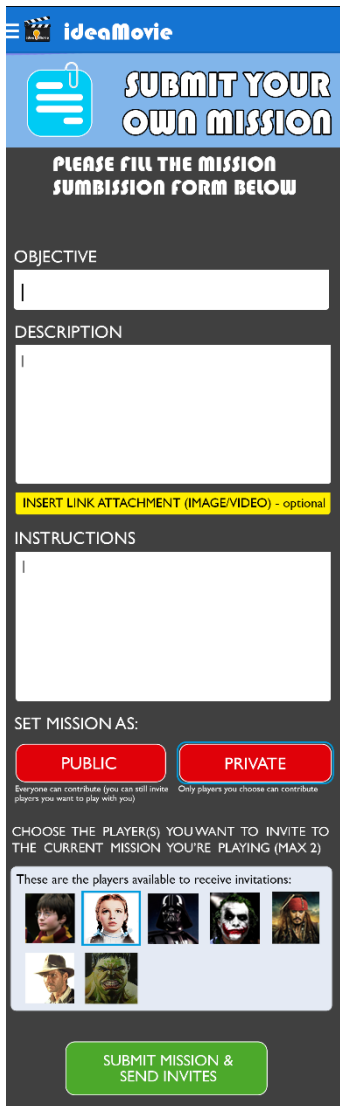 ideaMovie
SUBMIT YOUR
OWN MISSION
PLEASE FILL THE MISSION
SUMBISSION FORM BELOW
OBJECTIVE
DESCRIPTION
INSERT LINK ATTACHMENT (IMAGE/VIDEO) - optional
INSTRUCTIONS
SET MISSION AS:
PUBLIC
PRIVATE
Everyone can contribute (you can still invite
players you want to play with you)
Only players you choose can contribute
CHOOSE THE PLAYER(S) YOU WANT TO INVITE TO
THE CURRENT MISSION YOU'RE PLAYING (MAX 2)
These are the players available to receive invitations:
SUBMIT MISSION &
SEND INVITES